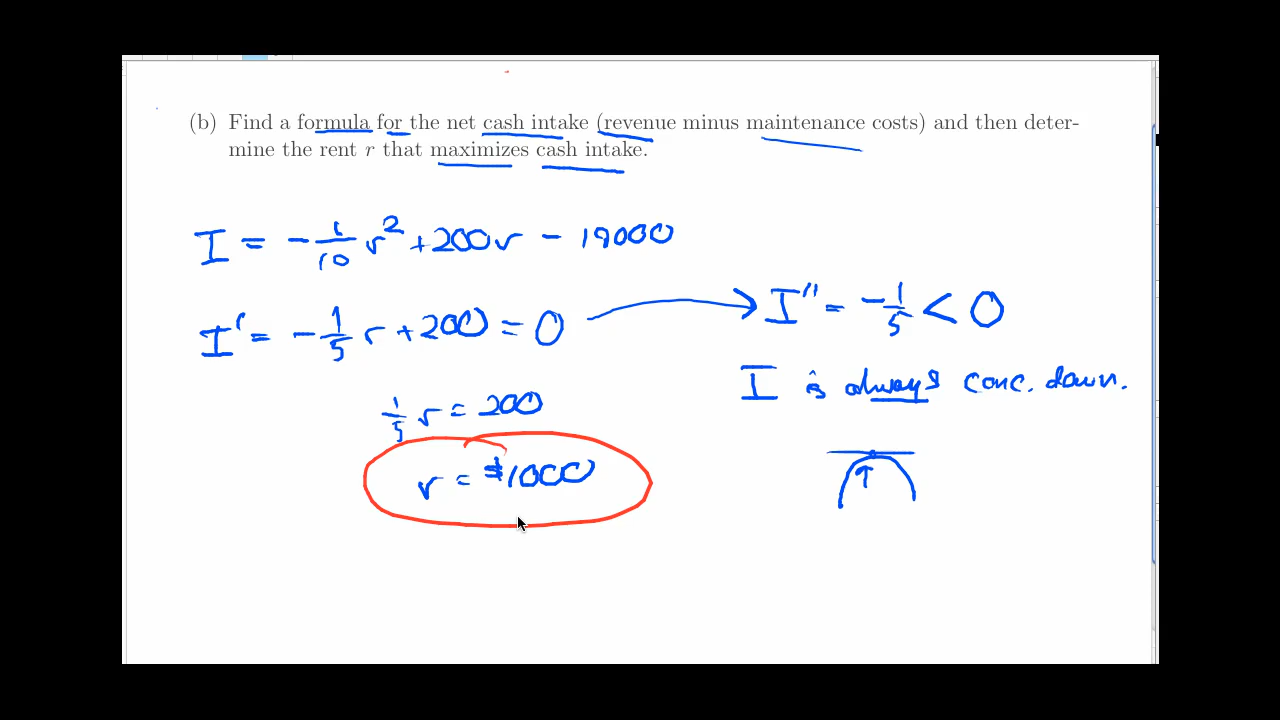 (b) Find a formula for the net cash intake (revenue minus maintenance costs) and then deter-
mine the rent r that maximizes cash intake.
I = -1/10 r² + 200r - 19000
I' = -1/5 r + 200 = 0
I'' = -1/5 < 0
I is always conc. down.
1/5 r = 200
r = $1000